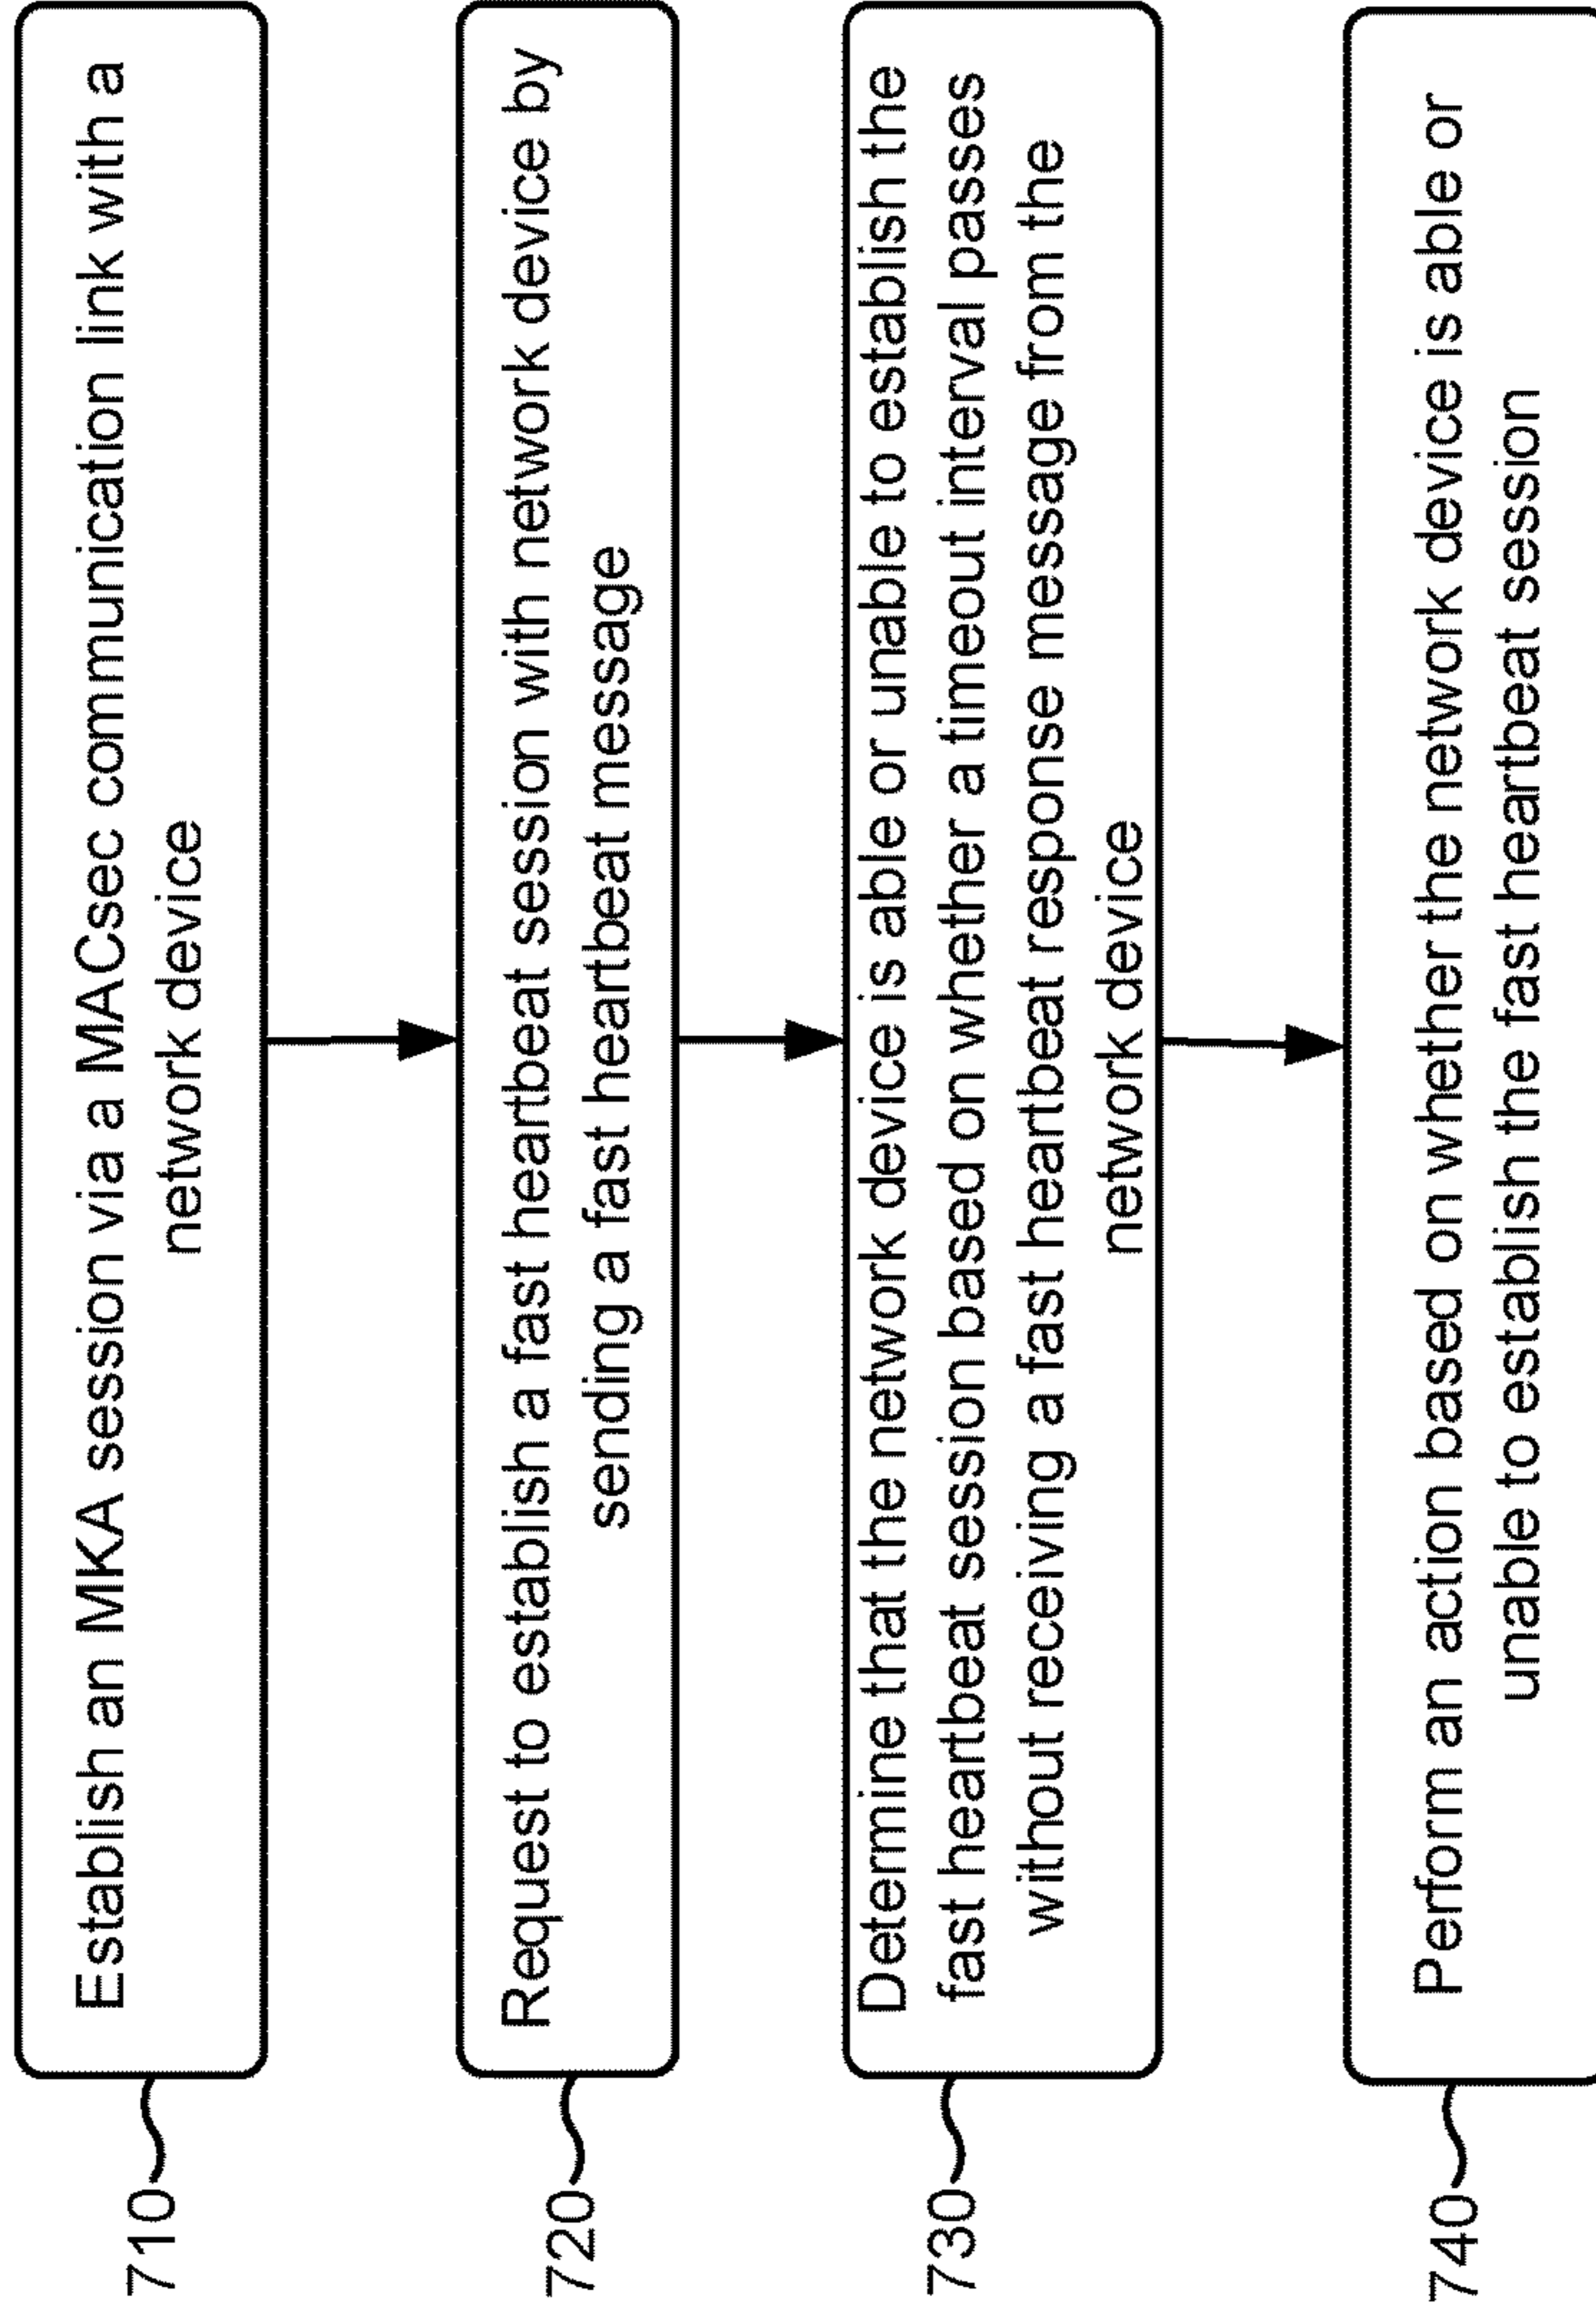 710
Establish an MKA session via a MACsec communication link with a
network device
720
Request to establish a fast heartbeat session with network device by
sending a fast heartbeat message
730
Determine that the network device is able or unable to establish the
fast heartbeat session based on whether a timeout interval passes
without receiving a fast heartbeat response message from the
network device
740
Perform an action based on whether the network device is able or
unable to establish the fast heartbeat session